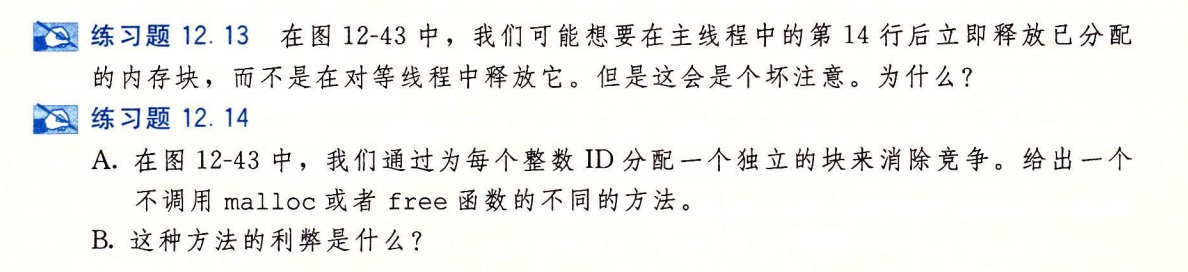 练习题 12.13 在图 12-43 中，我们可能想要在主线程中的第 14 行后立即释放已分配
的内存块，而不是在对等线程中释放它。但是这会是个坏注意。为什么？
练习题 12.14
A. 在图 12-43 中，我们通过为每个整数 ID 分配一个独立的块来消除竞争。给出一个
不调用 malloc 或者 free 函数的不同的方法。
B. 这种方法的利弊是什么？